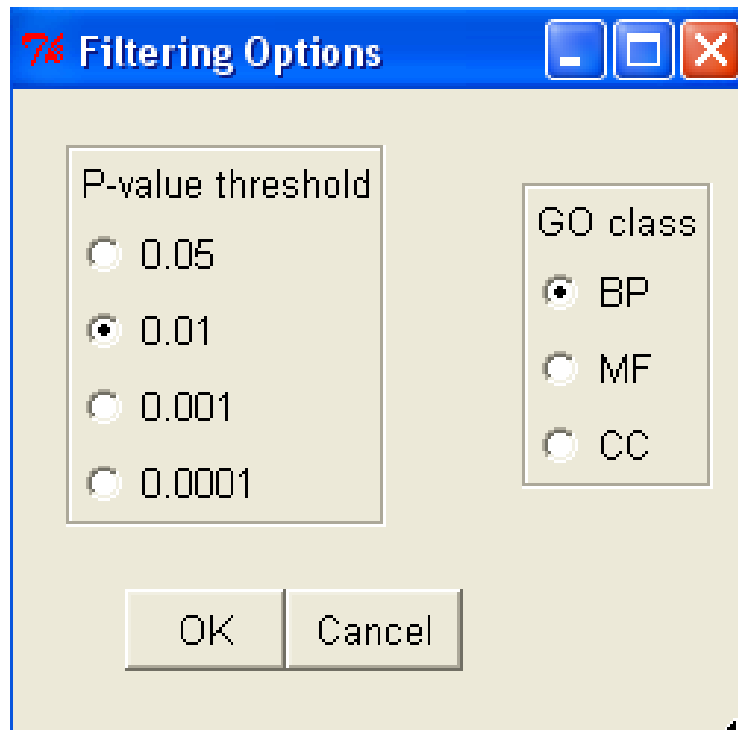 Filtering Options
P-value threshold
0.05
0.01
0.001
0.0001
GO class
BP
MF
CC
OK
Cancel